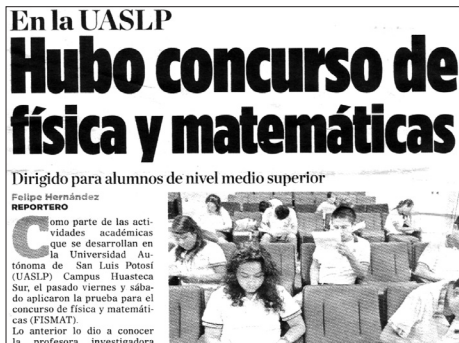 En la UASLP
Hubo concurso de
física y matemáticas
Dirigido para alumnos de nivel medio superior
Felipe Hernández
REPORTERO
Como parte de las acti-
vidades académicas
que se desarrollan en
la Universidad Au-
tónoma de San Luis Potosí
(UASLP) Campus Huasteca
Sur, el pasado viernes y sába-
do aplicaron la prueba para el
concurso de física y matemáti-
cas (FISMAT).
Lo anterior lo dio a conocer
la profesora investigadora